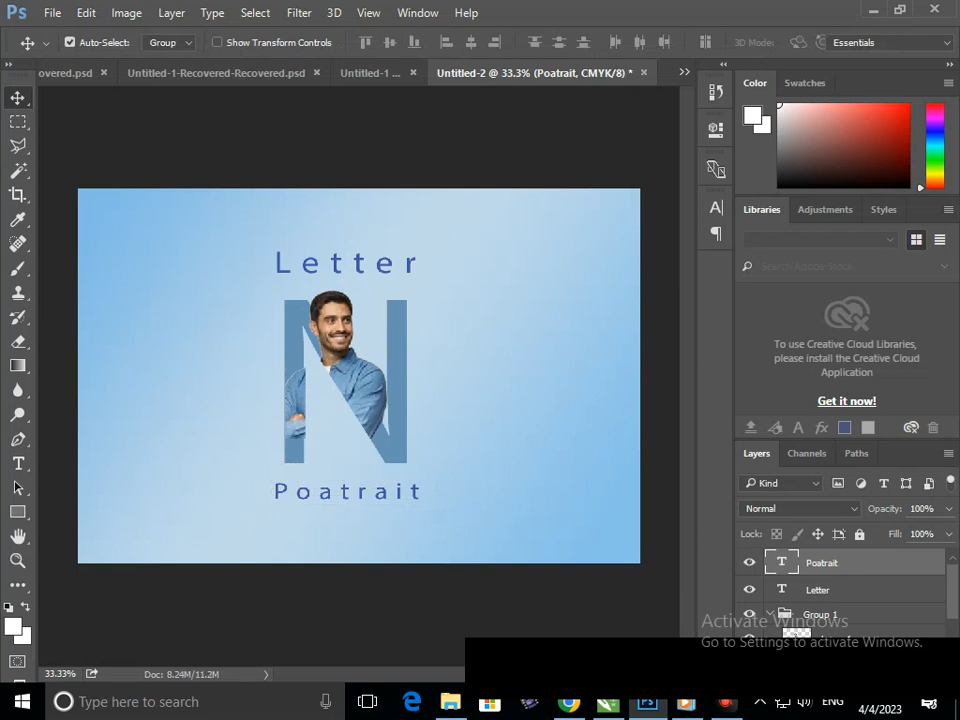 Ps File Edit Image Layer Type Select Filter 3D View Window Help
Auto-Select: Group Show Transform Controls 3D Mode: Essentials
overed.psd × Untitled-1-Recovered-Recovered.psd × Untitled-1 ... × Untitled-2 @ 33.3% (Poatrait, CMYK/8) * ×
Color Swatches
Libraries Adjustments Styles
Search Adobe Stock
Letter
N
Poatrait
To use Creative Cloud Libraries,
please install the Creative Cloud
Application
Get it now!
Layers Channels Paths
Kind
Normal Opacity: 100%
Lock: Fill: 100%
Poatrait
Letter
Group 1
Activate Windows
Go to Settings to activate Windows.
33.33% Doc: 8.24M/11.2M
Type here to search ENG 4/4/2023